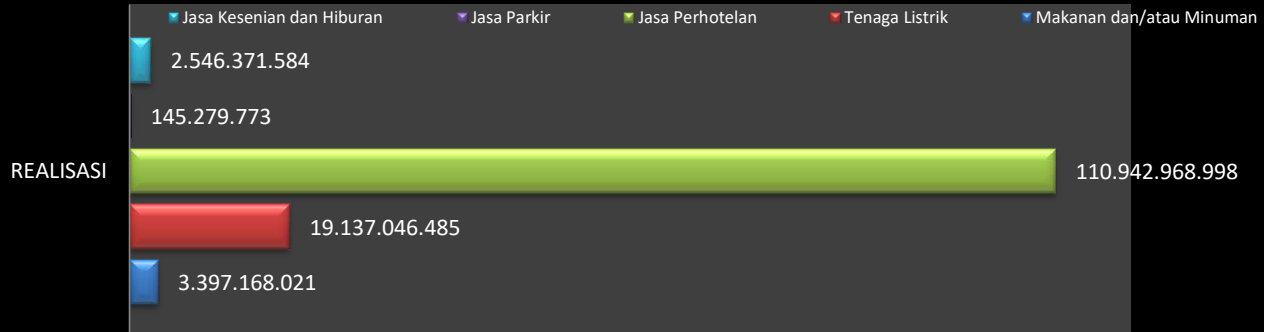 Jasa Kesenian dan Hiburan Jasa Parkir Jasa Perhotelan Tenaga Listrik Makanan dan/atau Minuman
2.546.371.584
145.279.773
REALISASI 110.942.968.998
19.137.046.485
3.397.168.021